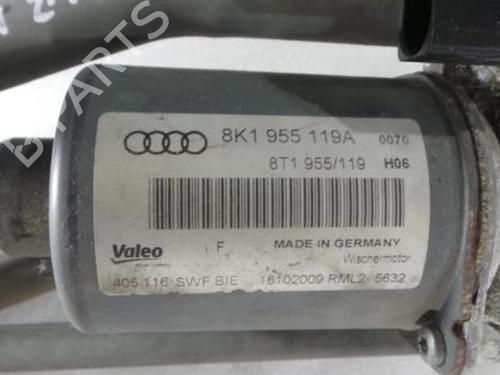 8K1 955 119A 0070
8T1 955/119 H06
Valeo F MADE IN GERMANY
Wischermotor
405 116 SWF BIE 16102009 RML2- 5632
B-PARTS